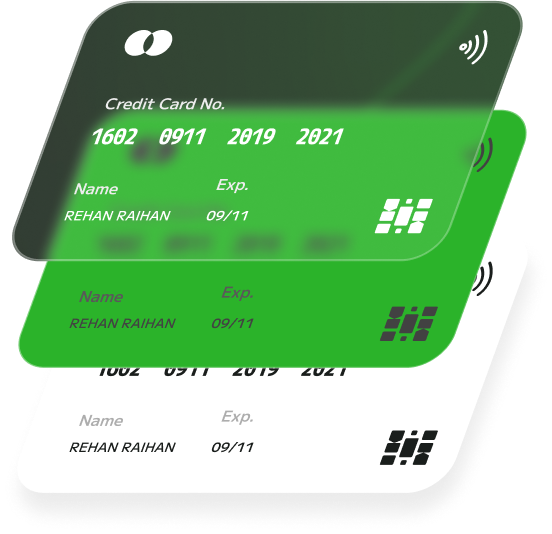 Credit Card No.
1602 0911 2019 2021
Name Exp.
REHAN RAIHAN 09/11
Name Exp.
REHAN RAIHAN 09/11
1602 0911 2019 2021
Name Exp.
REHAN RAIHAN 09/11